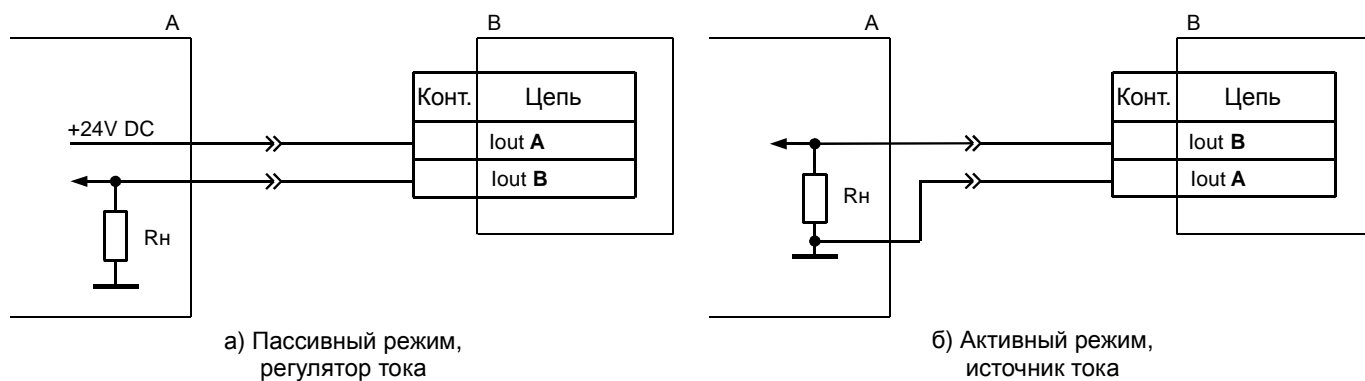 A
B
Конт. Цепь
+24V DC
Iout A
Iout B
Rн
а) Пассивный режим,
регулятор тока
A
B
Конт. Цепь
Iout B
Iout A
Rн
б) Активный режим,
источник тока